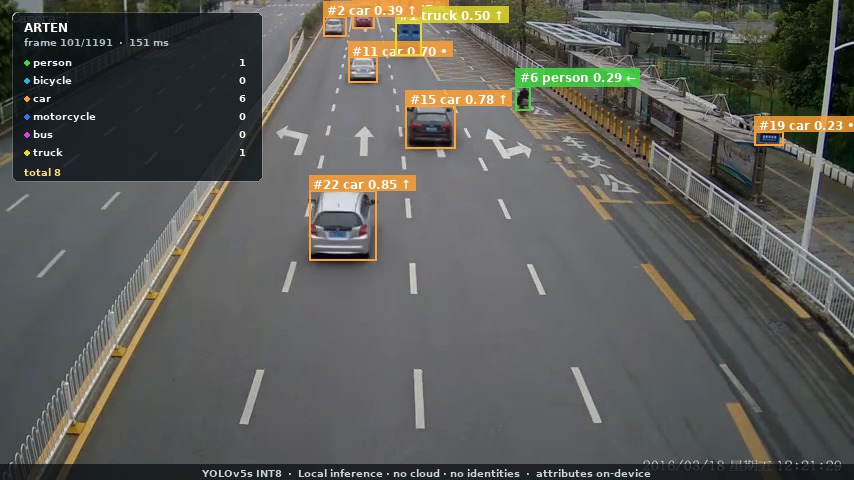 ARTEN
frame 101/1191 · 151 ms
person 1
bicycle 0
car 6
motorcycle 0
bus 0
truck 1
total 8
#2 car 0.39 ↑
truck 0.50 ↑
#11 car 0.70 •
#6 person 0.29 ←
#15 car 0.78 ↑
#19 car 0.23 •
#22 car 0.85 ↑
公交车
YOLOv5s INT8 · Local inference · no cloud · no identities · attributes on-device